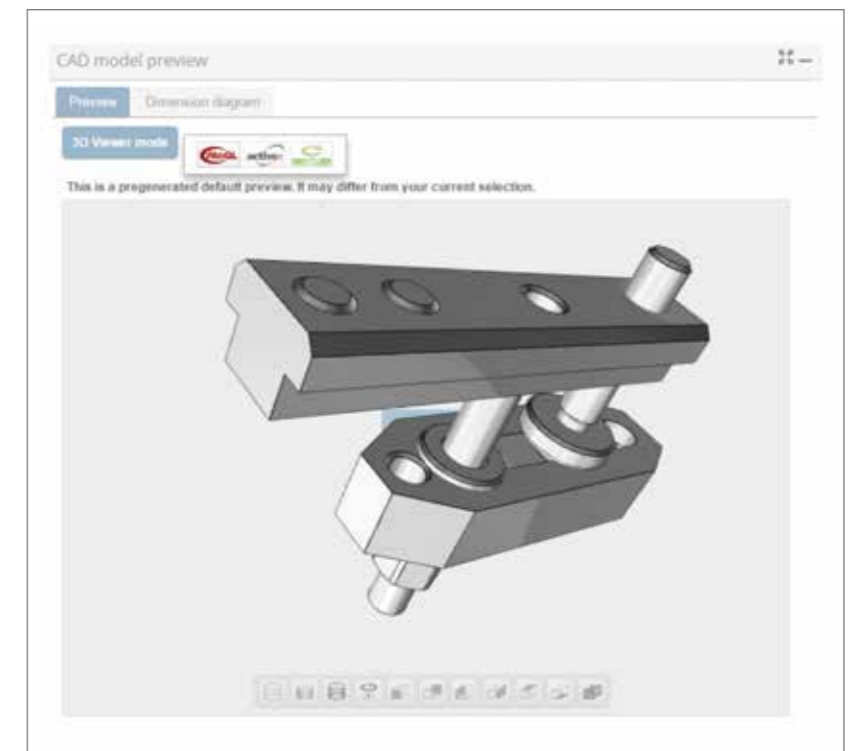 CAD model preview
Preview Dimension diagram
3D Viewer mode
This is a pregenerated default preview. It may differ from your current selection.